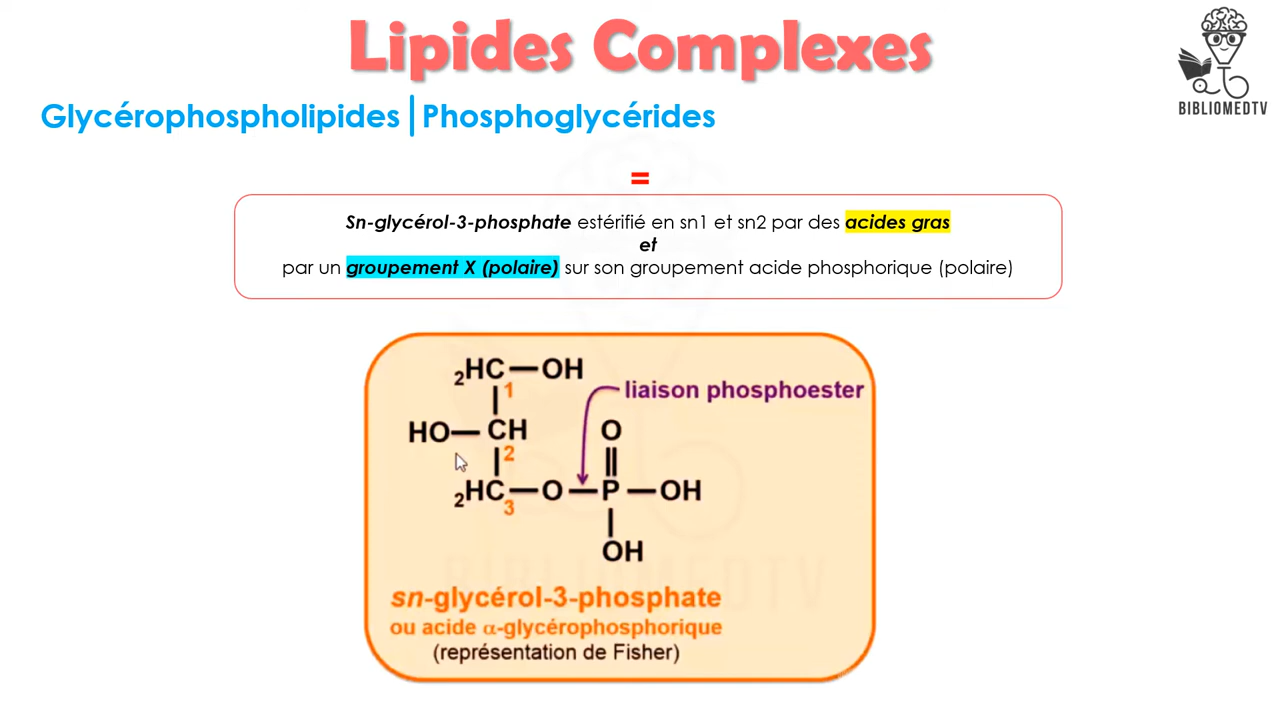 Lipides Complexes
BIBLIOMEDTV
Glycérophospholipides|Phosphoglycérides
=
Sn-glycérol-3-phosphate estérifié en sn1 et sn2 par des acides gras
et
par un groupement X (polaire) sur son groupement acide phosphorique (polaire)
₂HC—OH
1
liaison phosphoester
HO—CH
O
2
₂HC—O—P—OH
3
OH
sn-glycérol-3-phosphate
ou acide α-glycérophosphorique
(représentation de Fisher)
BIBLIOMEDTV